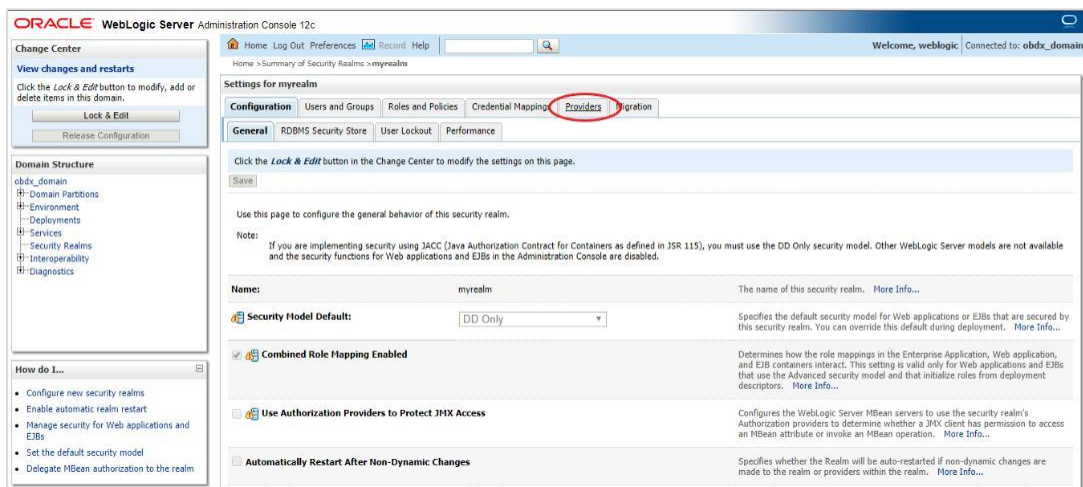 ORACLE WebLogic Server Administration Console 12c
Change Center
View changes and restarts
Click the Lock & Edit button to modify, add or
delete items in this domain.
Lock & Edit
Release Configuration
Domain Structure
obdx_domain
Domain Partitions
Environment
Deployments
Services
Security Realms
Interoperability
Diagnostics
How do I...
Configure new security realms
Enable automatic realm restart
Manage security for Web applications and
EJBs
Set the default security model
Delegate MBean authorization to the realm
Home Log Out Preferences Record Help
Welcome, weblogic Connected to: obdx_domain
Home >Summary of Security Realms >myrealm
Settings for myrealm
Configuration Users and Groups Roles and Policies Credential Mappings Providers Migration
General RDBMS Security Store User Lockout Performance
Click the Lock & Edit button in the Change Center to modify the settings on this page.
Save
Use this page to configure the general behavior of this security realm.
Note:
If you are implementing security using JACC (Java Authorization Contract for Containers as defined in JSR 115), you must use the DD Only security model. Other WebLogic Server models are not available
and the security functions for Web applications and EJBs in the Administration Console are disabled.
Name: myrealm The name of this security realm. More Info...
Security Model Default: DD Only Specifies the default security model for Web applications or EJBs that are secured by
this security realm. You can override this default during deployment. More Info...
Combined Role Mapping Enabled Determines how the role mappings in the Enterprise Application, Web application,
and EJB containers interact. This setting is valid only for Web applications and EJBs
that use the Advanced security model and that initialize roles from deployment
descriptors. More Info...
Use Authorization Providers to Protect JMX Access Configures the WebLogic Server MBean servers to use the security realm's
Authorization providers to determine whether a JMX client has permission to access
an MBean attribute or invoke an MBean operation. More Info...
Automatically Restart After Non-Dynamic Changes Specifies whether the Realm will be auto-restarted if non-dynamic changes are
made to the realm or providers within the realm. More Info...